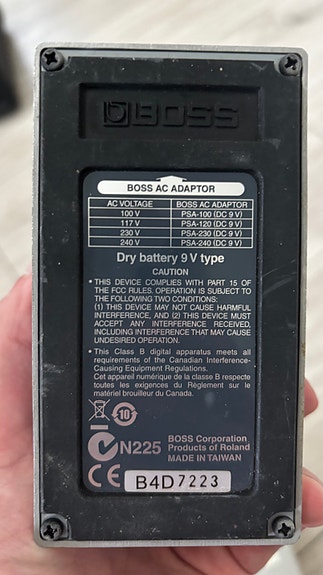 BOSS
BOSS AC ADAPTOR
AC VOLTAGE BOSS AC ADAPTOR
100 V PSA-100 (DC 9 V)
117 V PSA-120 (DC 9 V)
230 V PSA-230 (DC 9 V)
240 V PSA-240 (DC 9 V)
Dry battery 9 V type
CAUTION
• THIS DEVICE COMPLIES WITH PART 15 OF
THE FCC RULES. OPERATION IS SUBJECT TO
THE FOLLOWING TWO CONDITIONS:
(1) THIS DEVICE MAY NOT CAUSE HARMFUL
INTERFERENCE, AND (2) THIS DEVICE MUST
ACCEPT ANY INTERFERENCE RECEIVED,
INCLUDING INTERFERENCE THAT MAY CAUSE
UNDESIRED OPERATION.
• This Class B digital apparatus meets all
requirements of the Canadian Interference-
Causing Equipment Regulations.
Cet appareil numérique de la classe B respecte
toutes les exigences du Règlement sur le
matériel brouilleur du Canada.
10
N225 BOSS Corporation
Products of Roland
MADE IN TAIWAN
CE B4D7223